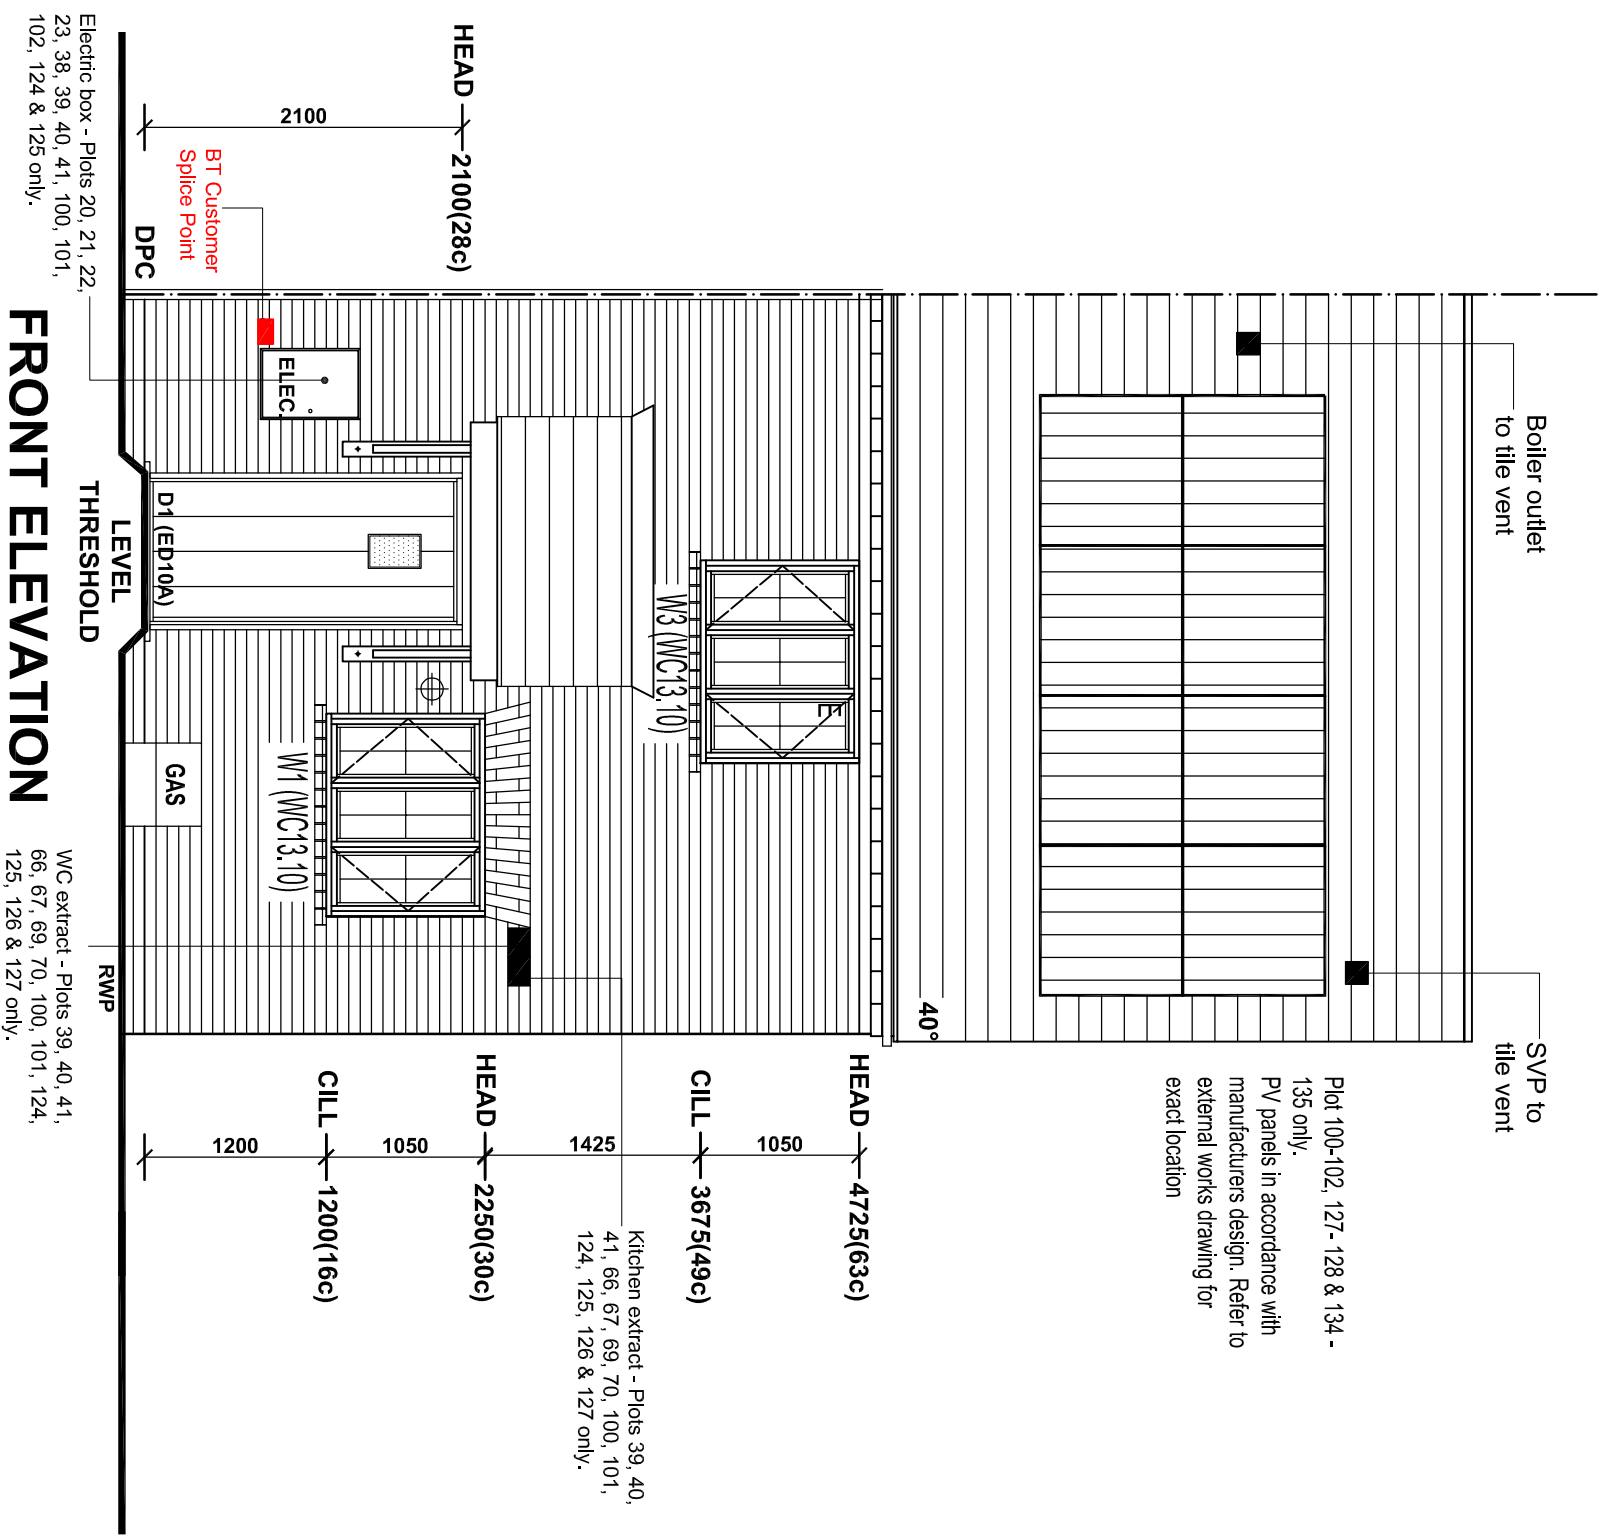 Boiler outlet
to tile vent
SVP to
tile vent
Plot 100-102, 127- 128 & 134 -
135 only.
PV panels in accordance with
manufacturers design. Refer to
external works drawing for
exact location
40°
HEAD
4725(63c)
1050
CILL
3675(49c)
1425
HEAD
2250(30c)
1050
CILL
1200(16c)
1200
Kitchen extract - Plots 39, 40,
41, 66, 67, 69, 70, 100, 101,
124, 125, 126 & 127 only.
E
W3 (WC13.10)
W1 (WC13.10)
HEAD
2100(28c)
2100
BT Customer
Splice Point
DPC
ELEC.
D1 (ED10A)
GAS
RWP
LEVEL
THRESHOLD
Electric box - Plots 20, 21, 22,
23, 38, 39, 40, 41, 100, 101,
102, 124 & 125 only.
WC extract - Plots 39, 40, 41,
66, 67, 69, 70, 100, 101, 124,
125, 126 & 127 only.
FRONT ELEVATION